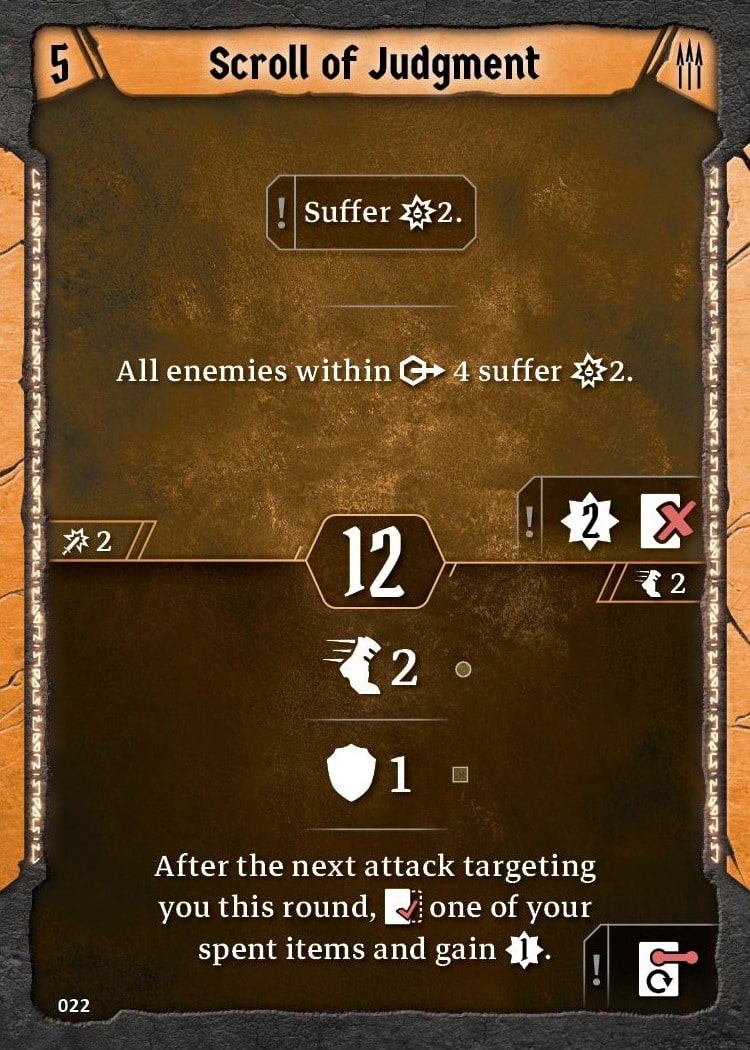 5
Scroll of Judgment
! Suffer 2.
All enemies within 4 suffer 2.
! 2
2
12
2
2
1
After the next attack targeting
you this round, one of your
spent items and gain 1.
!
022